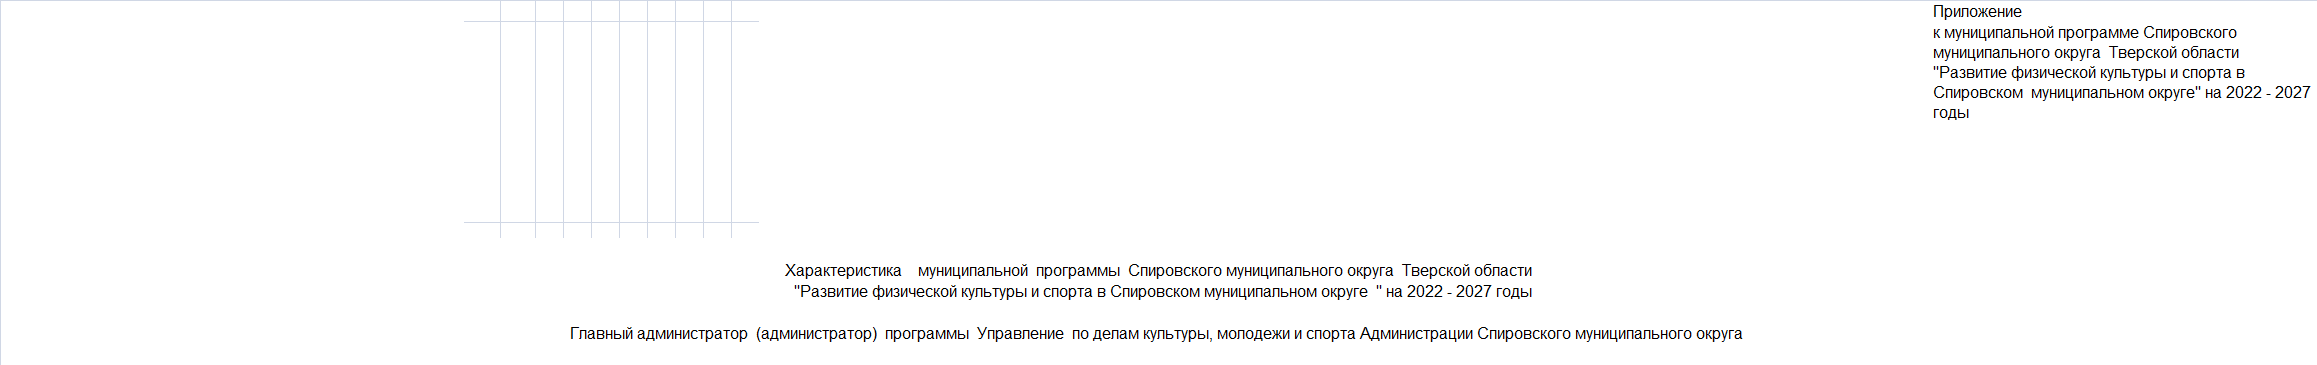 Приложение
к муниципальной программе Спировского
муниципального округа  Тверской области
"Развитие физической культуры и спорта в
Спировском  муниципальном округе" на 2022 - 2027
годы
Характеристика    муниципальной  программы  Спировского муниципального округа  Тверской области
"Развитие физической культуры и спорта в Спировском муниципальном округе  " на 2022 - 2027 годы
Главный администратор  (администратор)  программы  Управление  по делам культуры, молодежи и спорта Администрации Спировского муниципального округа